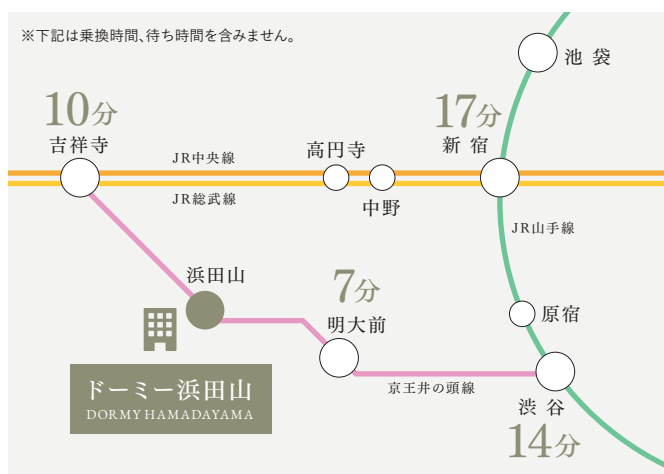 ※下記は乗換時間、待ち時間を含みません。
池袋
10分
吉祥寺
17分
新宿
JR中央線
高円寺
JR総武線
中野
JR山手線
浜田山
7分
明大前
原宿
ドーミー浜田山
DORMY HAMADAYAMA
京王井の頭線
渋谷
14分